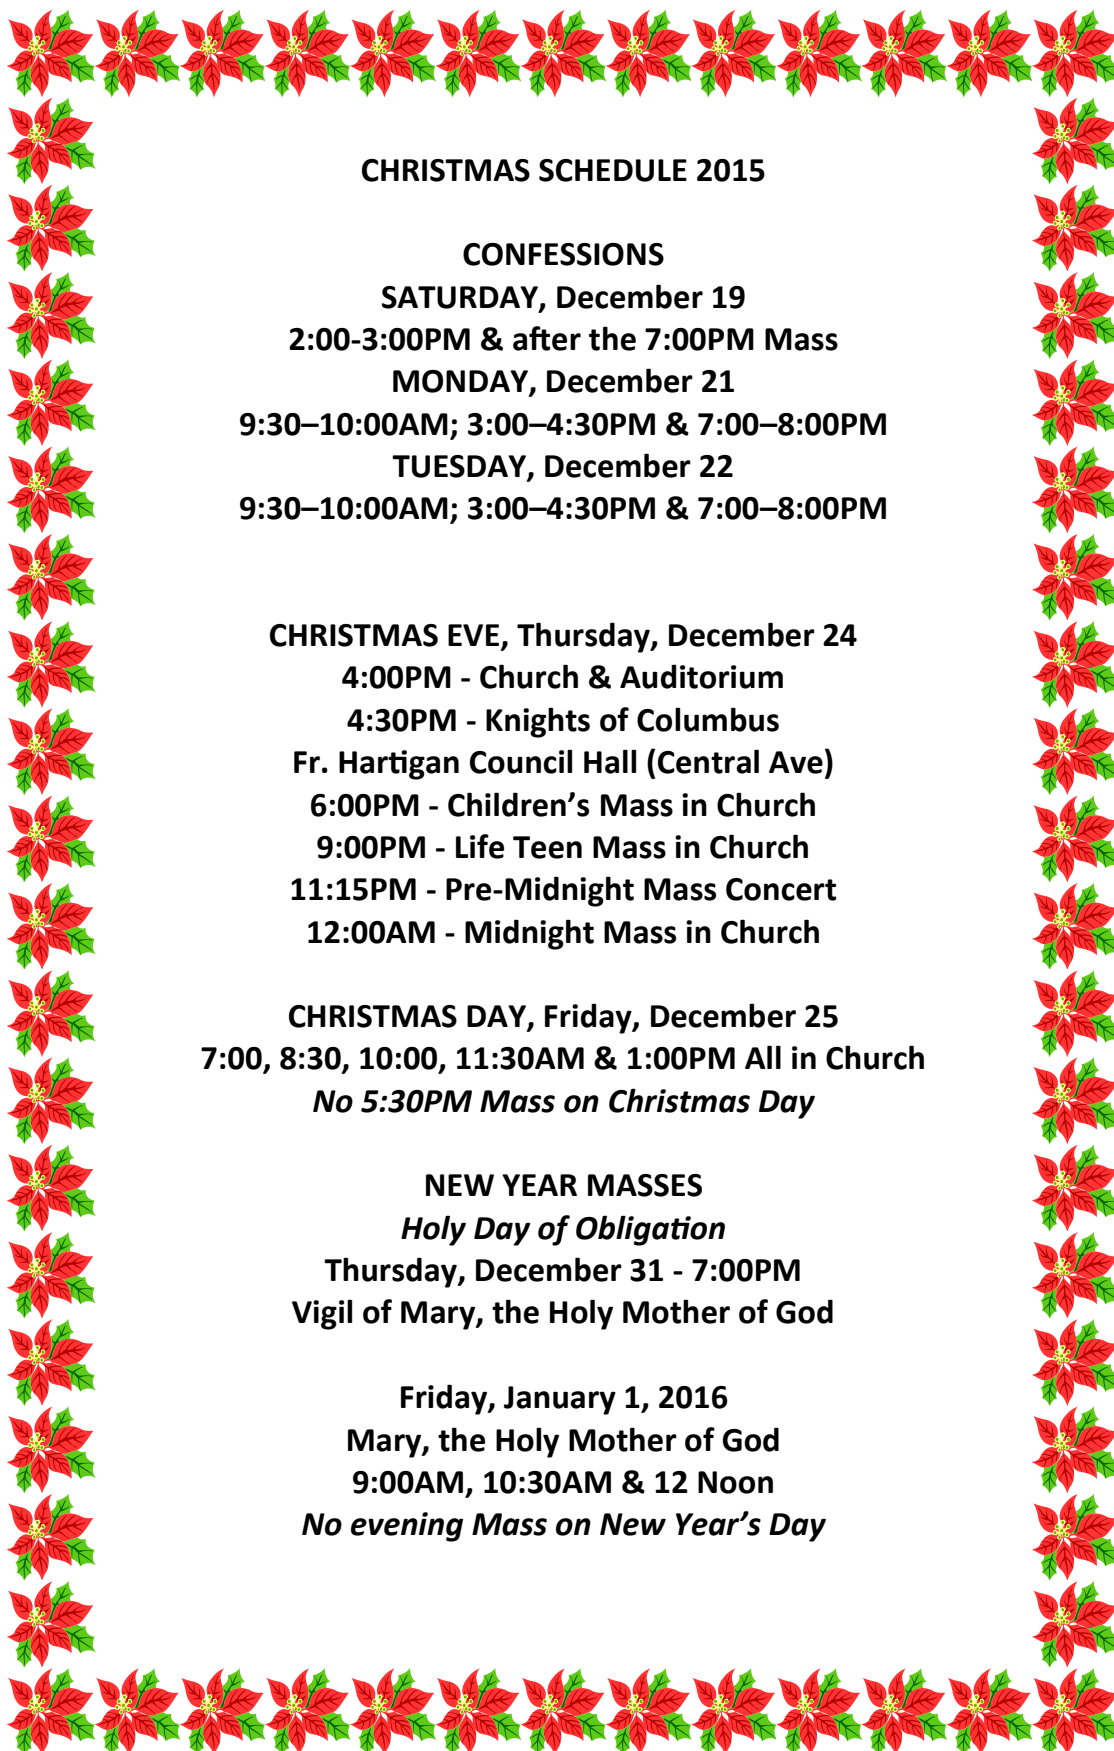 CHRISTMAS SCHEDULE 2015
CONFESSIONS
SATURDAY, December 19
2:00-3:00PM & after the 7:00PM Mass
MONDAY, December 21
9:30–10:00AM; 3:00–4:30PM & 7:00–8:00PM
TUESDAY, December 22
9:30–10:00AM; 3:00–4:30PM & 7:00–8:00PM
CHRISTMAS EVE, Thursday, December 24
4:00PM - Church & Auditorium
4:30PM - Knights of Columbus
Fr. Hartigan Council Hall (Central Ave)
6:00PM - Children’s Mass in Church
9:00PM - Life Teen Mass in Church
11:15PM - Pre-Midnight Mass Concert
12:00AM - Midnight Mass in Church
CHRISTMAS DAY, Friday, December 25
7:00, 8:30, 10:00, 11:30AM & 1:00PM All in Church
No 5:30PM Mass on Christmas Day
NEW YEAR MASSES
Holy Day of Obligation
Thursday, December 31 - 7:00PM
Vigil of Mary, the Holy Mother of God
Friday, January 1, 2016
Mary, the Holy Mother of God
9:00AM, 10:30AM & 12 Noon
No evening Mass on New Year’s Day